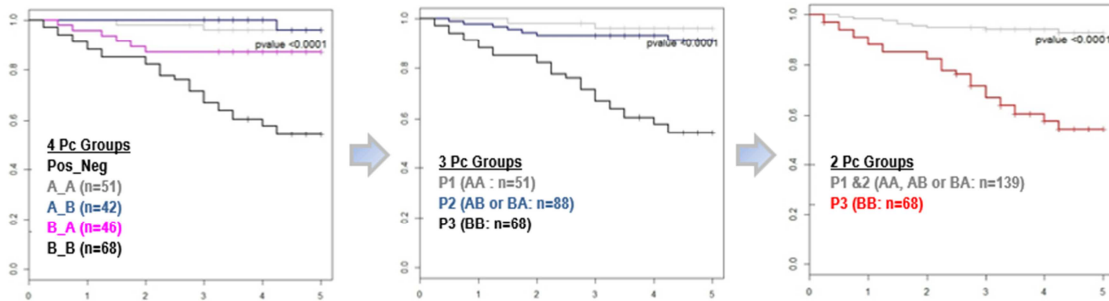 1.0
0.8
0.6
0.4
0.2
0.0
pvalue <0.0001
4 Pc Groups
Pos_Neg
A_A (n=51)
A_B (n=42)
B_A (n=46)
B_B (n=68)
0 1 2 3 4 5
1.0
0.8
0.6
0.4
0.2
0.0
pvalue <0.0001
3 Pc Groups
P1 (AA : n=51)
P2 (AB or BA: n=88)
P3 (BB: n=68)
0 1 2 3 4 5
1.0
0.8
0.6
0.4
0.2
0.0
pvalue <0.0001
2 Pc Groups
P1 &2 (AA, AB or BA: n=139)
P3 (BB: n=68)
0 1 2 3 4 5